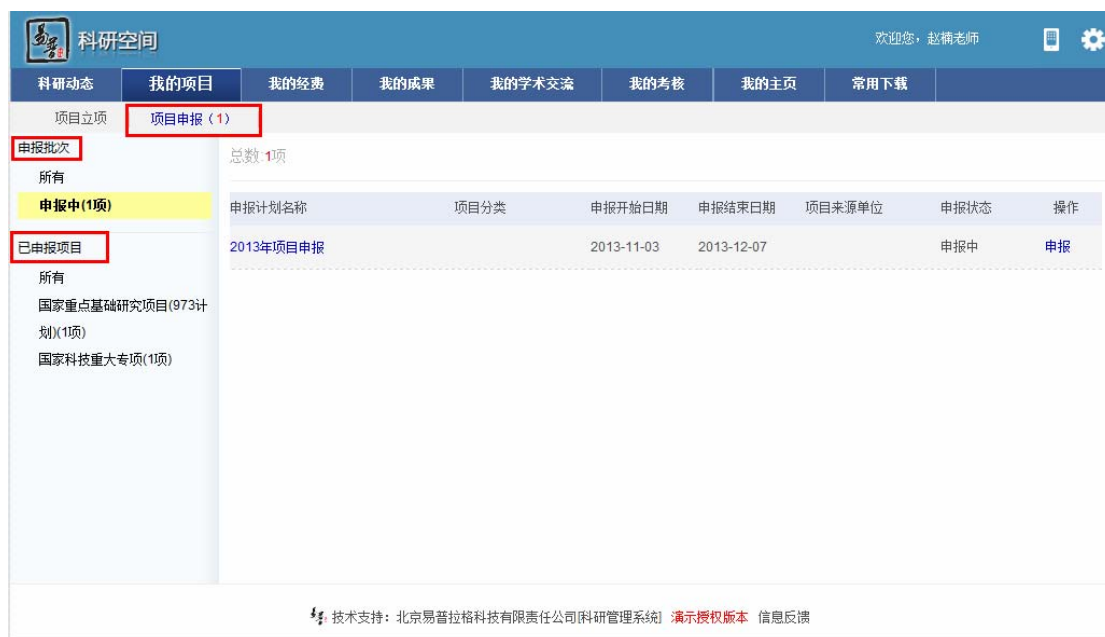 易普 科研空间 欢迎您，赵楠老师
科研动态 我的项目 我的经费 我的成果 我的学术交流 我的考核 我的主页 常用下载
项目立项 项目申报（1）
申报批次
总数:1项
所有
申报中(1项)
申报计划名称 项目分类 申报开始日期 申报结束日期 项目来源单位 申报状态 操作
已申报项目
2013年项目申报 2013-11-03 2013-12-07 申报中 申报
所有
国家重点基础研究项目(973计
划)(1项)
国家科技重大专项(1项)
技术支持：北京易普拉格科技有限责任公司[科研管理系统] 演示授权版本 信息反馈